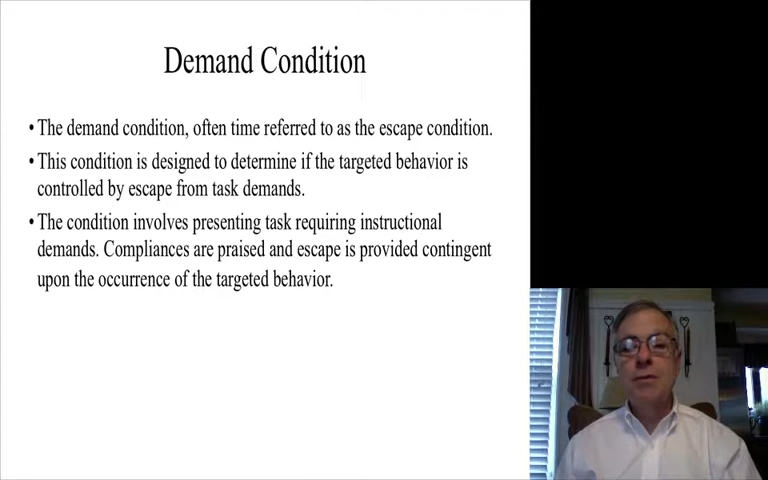 Demand Condition
• The demand condition, often time referred to as the escape condition.
• This condition is designed to determine if the targeted behavior is
controlled by escape from task demands.
• The condition involves presenting task requiring instructional
demands. Compliances are praised and escape is provided contingent
upon the occurrence of the targeted behavior.